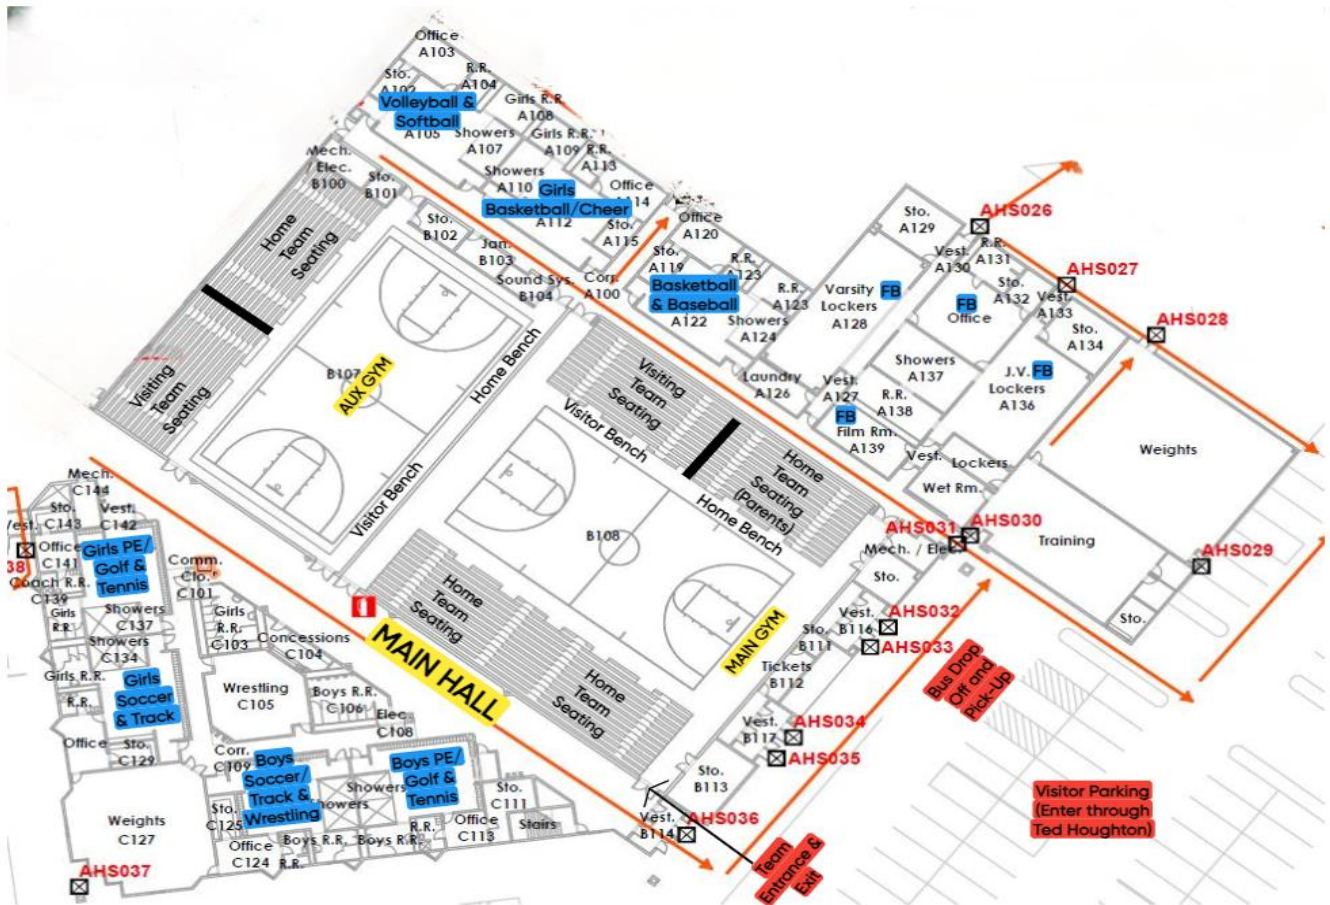 Office
A103
R.R.
A104
Sto.
A102
Volleyball &
Softball
A105
Girls R.R.
A108
Showers
A107
Girls R.R.
A109
R.R.
A113
Showers
A110
Girls
Basketball/Cheer
A112
Office
Sto.
A115
Mech.
Elec.
B100
Sto.
B101
Sto.
B102
Jan.
B103
Sound Sys.
B104
Corr.
A100
Office
A120
Sto.
A119
R.R.
A123
Basketball
& Baseball
A122
R.R.
A123
Showers
A124
Laundry
A126
Sto.
A129
Varsity
Lockers
A128
FB
Vest.
A127
FB
Film Rm.
A139
AHS026
Vest.
A130
R.R.
A131
AHS027
Sto.
A132
Vest.
A133
FB
Office
AHS028
Sto.
A134
Showers
A137
J.V.
FB
Lockers
A136
R.R.
A138
Vest.
Lockers
Wet Rm.
Weights
Training
Sto.
AHS029
AHS030
AHS031
Mech. / Elec
Sto.
Home
Team
Seating
Visiting
Team
Seating
B107
AUX GYM
Home Bench
Visitor Bench
Visiting
Team
Seating
Visitor Bench
Home
Team
Seating
(Parents)
Home Bench
B108
MAIN GYM
Home
Team
Seating
Home
Team
Seating
MAIN HALL
Vest.
B116
AHS032
AHS033
Sto.
B111
Tickets
B112
Vest.
B117
AHS034
AHS035
Sto.
B113
Vest.
B114
AHS036
Bus Drop
Off and
Pick-Up
Visitor Parking
(Enter through
Ted Houghton)
Team
Entrance &
Exit
Mech.
C144
Sto.
C143
Vest.
C142
Vest.
38
Office
C141
Girls PE/
Golf &
Tennis
Coach R.R.
C139
Comm.
Clo.
C101
Girls
R.R.
Showers
C137
Showers
C134
Girls
R.R.
C103
Concessions
C104
Girls R.R.
R.R.
Girls
Soccer
& Track
Wrestling
C105
Boys R.R.
C106
Elec.
C108
Office
Sto.
C129
Corr.
C109
Boys
Soccer/
Track &
Wrestling
Boys PE/
Golf &
Tennis
Showers
Showers
Weights
C127
Sto.
C125
Sto.
C111
R.R.
Office
C113
Stairs
Office
C124
R.R.
Boys R.R.
Boys R.R.
AHS037